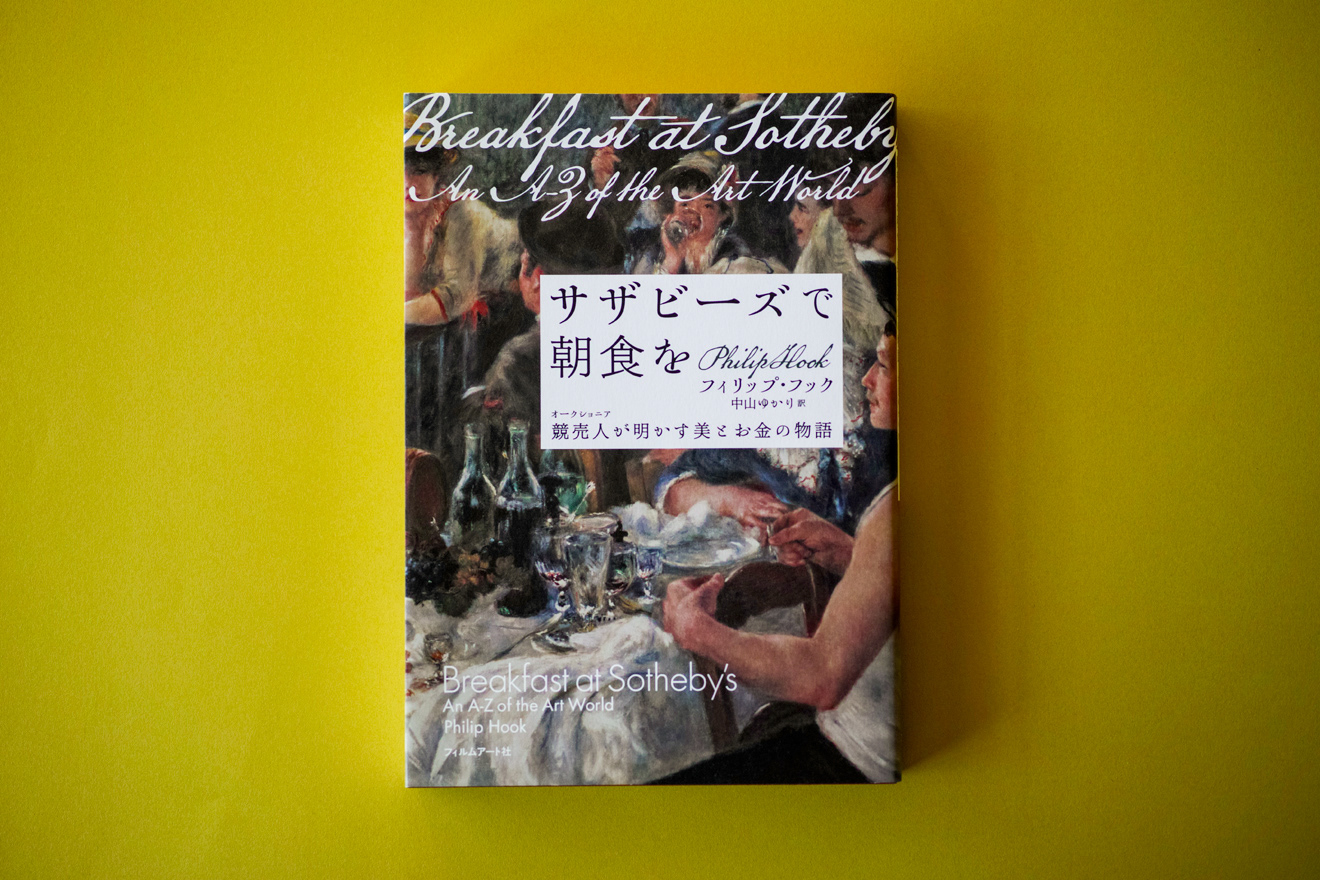 Breakfast at Sotheby
An A-Z of the Art World
サザビーズで
朝食を
Philip Hook
フィリップ・フック
中山ゆかり 訳
オークショニア
競売人が明かす美とお金の物語
Breakfast at Sotheby's
An A-Z of the Art World
Philip Hook
フィルムアート社